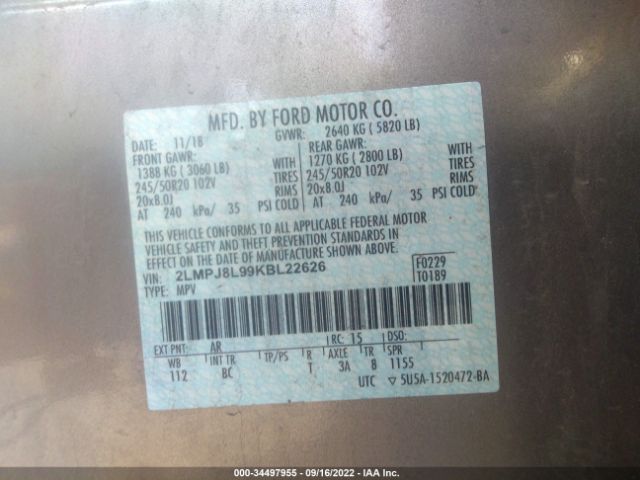 MFD. BY FORD MOTOR CO.
DATE: 11/18 GVWR: 2640 KG ( 5820 LB)
FRONT GAWR: REAR GAWR:
1388 KG ( 3060 LB) WITH 1270 KG ( 2800 LB) WITH
245/50R20 102V TIRES 245/50R20 102V TIRES
20x8.0J RIMS 20x8.0J RIMS
AT 240 kPa/ 35 PSI COLD AT 240 kPa/ 35 PSI COLD
THIS VEHICLE CONFORMS TO ALL APPLICABLE FEDERAL MOTOR
VEHICLE SAFETY AND THEFT PREVENTION STANDARDS IN
EFFECT ON THE DATE OF MANUFACTURE SHOWN ABOVE.
VIN: 2LMPJ8L99KBL22626 F0229
TYPE: MPV T0189
EXT PNT: AR RC: 15 DSO:
WB INT TR TP/PS R AXLE TR SPR
112 BC T 3A 8 1155
UTC ▽ 5U5A-1520472-BA
000-34497955 - 09/16/2022 - IAA Inc.